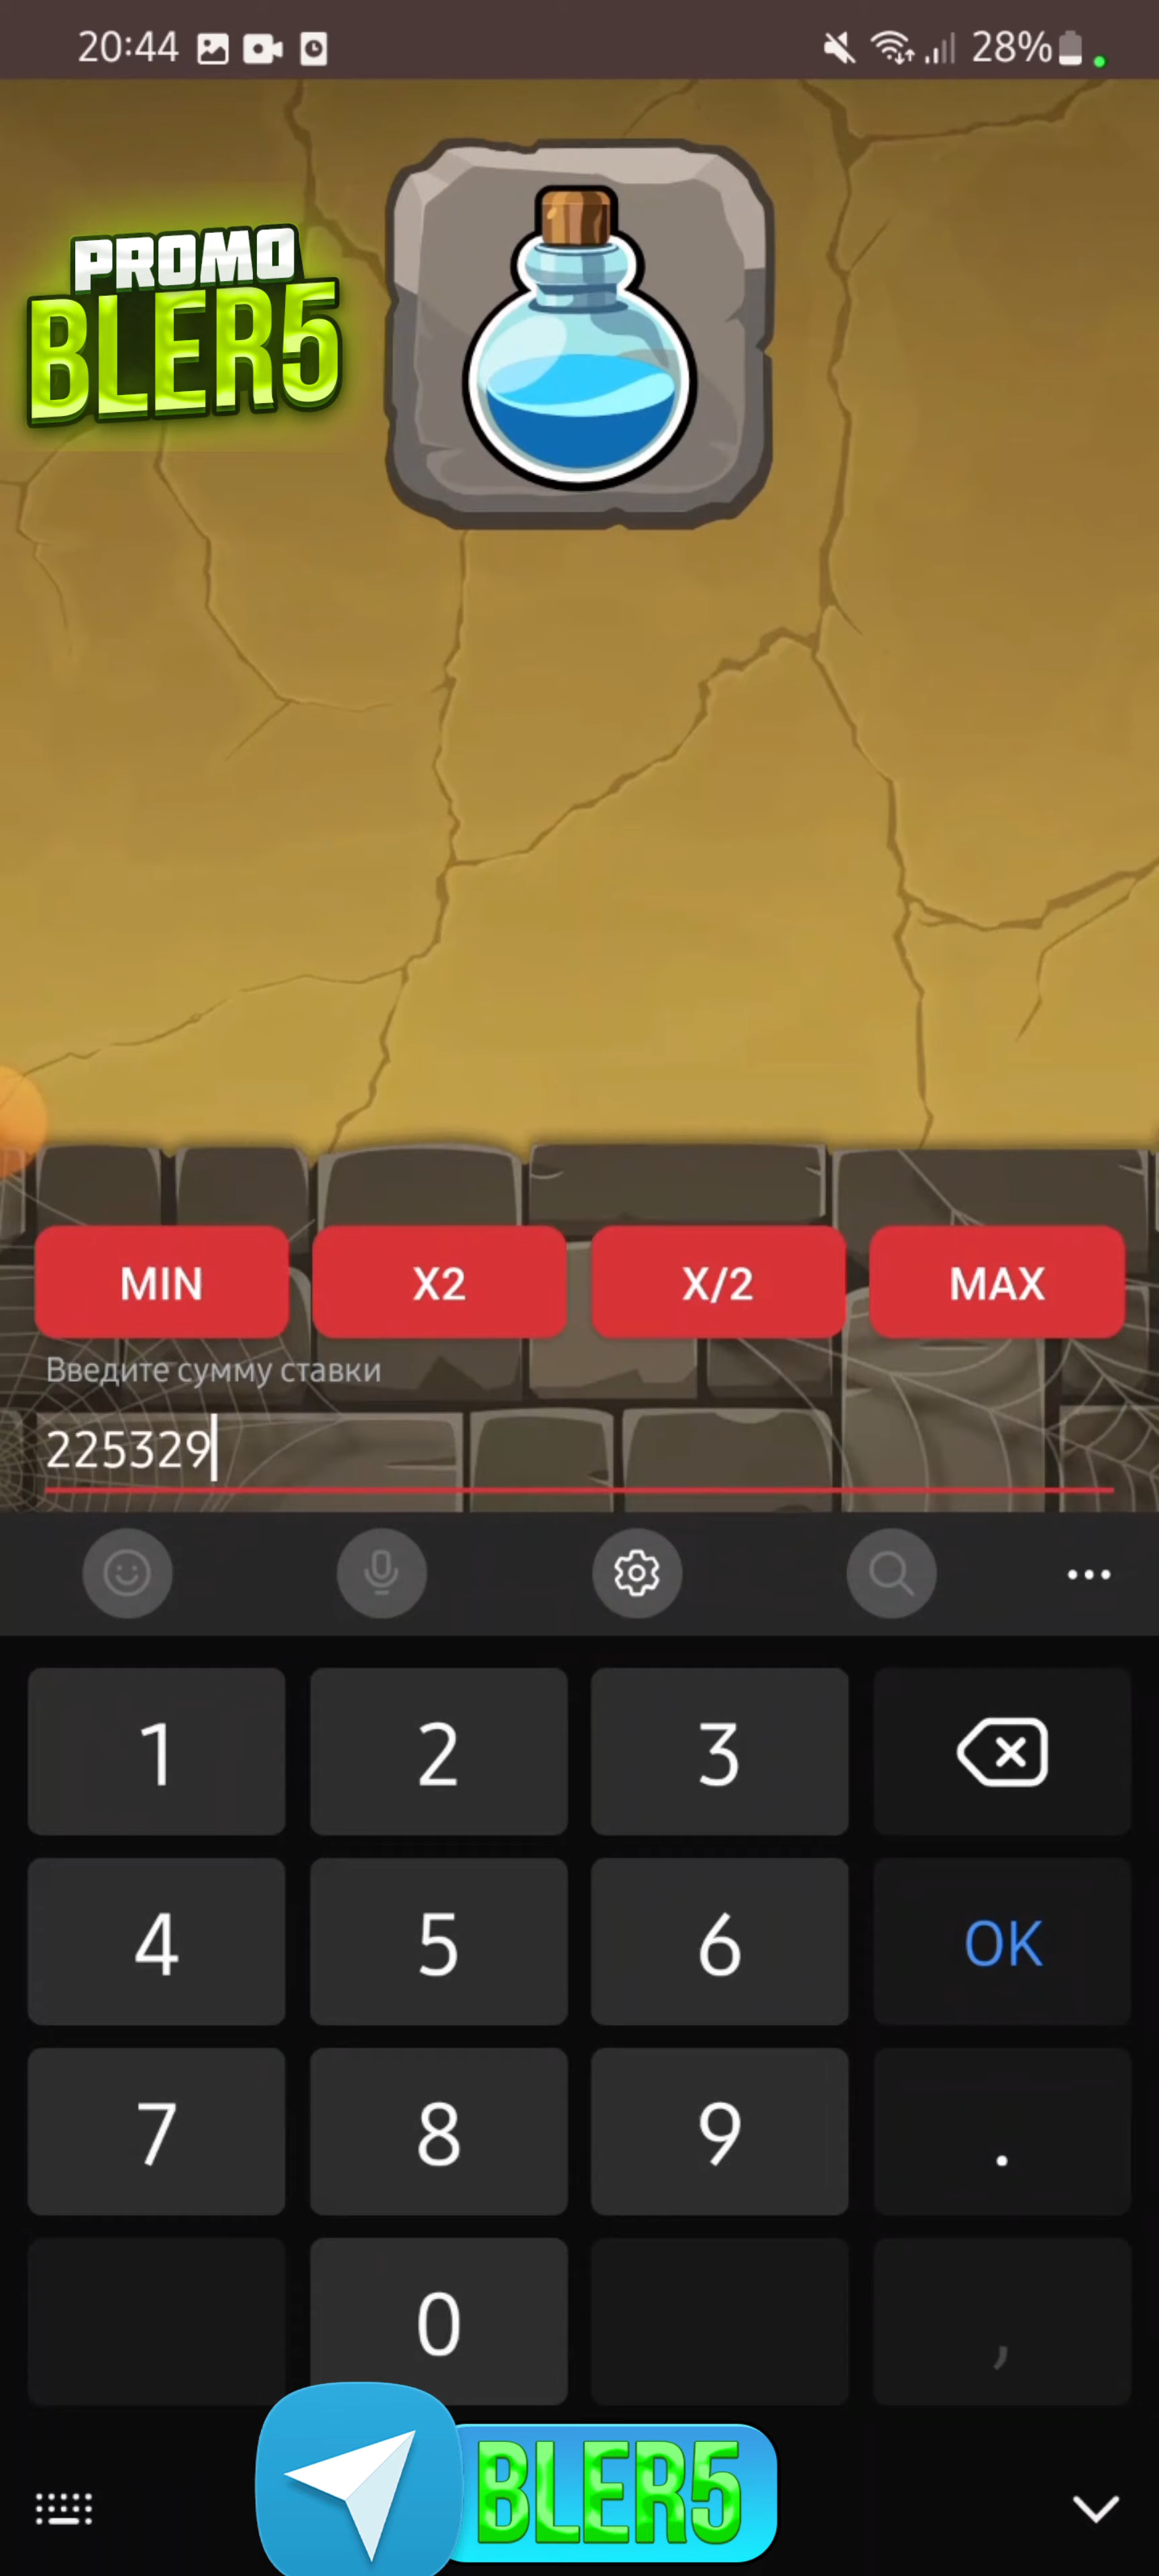 20:44
28%
PROMO
BLER5
MIN X2 X/2 MAX
Введите сумму ставки
225329
1 2 3
4 5 6 OK
7 8 9 .
0 ,
BLER5